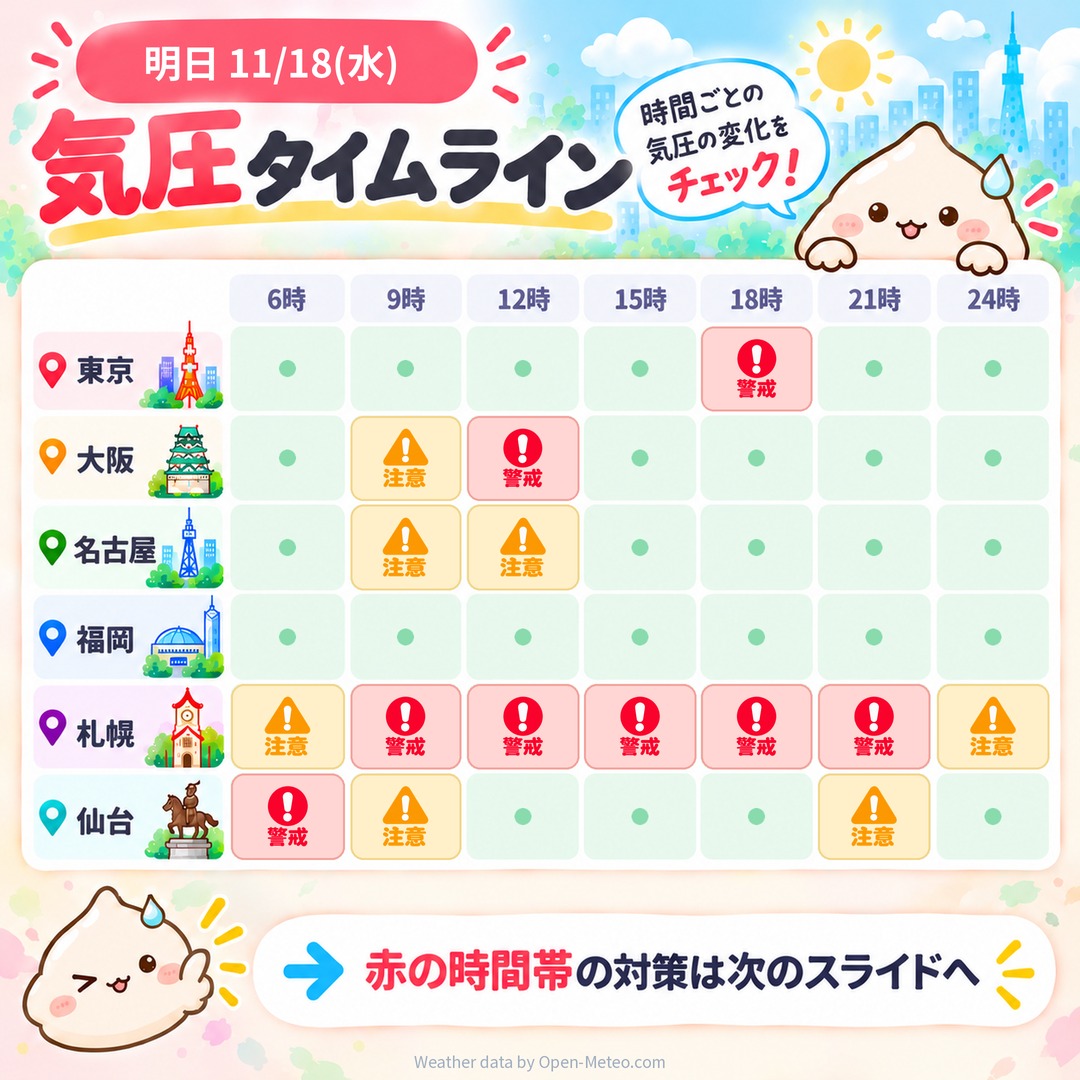 明日 11/18(水)
気圧タイムライン
時間ごとの
気圧の変化を
チェック!
6時 9時 12時 15時 18時 21時 24時
東京 警戒
大阪 注意 警戒
名古屋 注意 注意
福岡
札幌 注意 警戒 警戒 警戒 警戒 警戒 注意
仙台 警戒 注意 注意
赤の時間帯の対策は次のスライドへ
Weather data by Open-Meteo.com